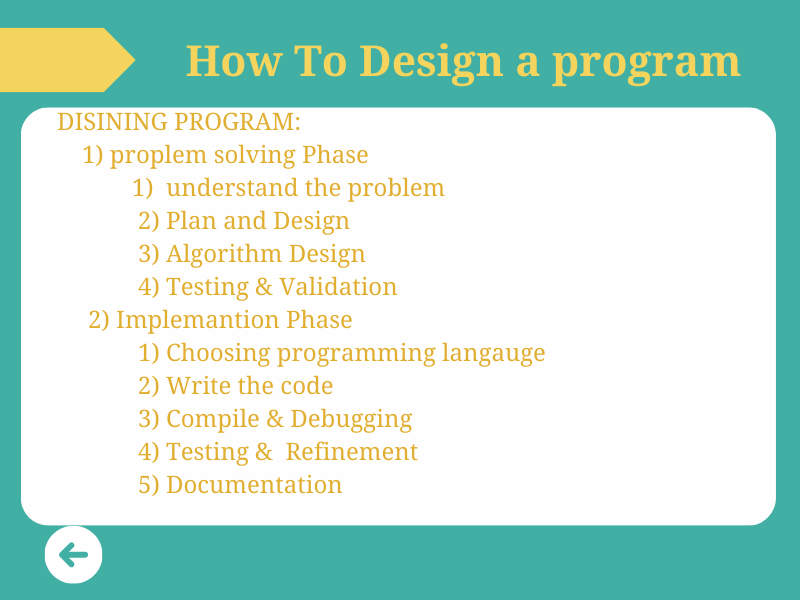 How To Design a program
DISINING PROGRAM:
1) proplem solving Phase
1) understand the problem
2) Plan and Design
3) Algorithm Design
4) Testing & Validation
2) Implemantion Phase
1) Choosing programming langauge
2) Write the code
3) Compile & Debugging
4) Testing & Refinement
5) Documentation